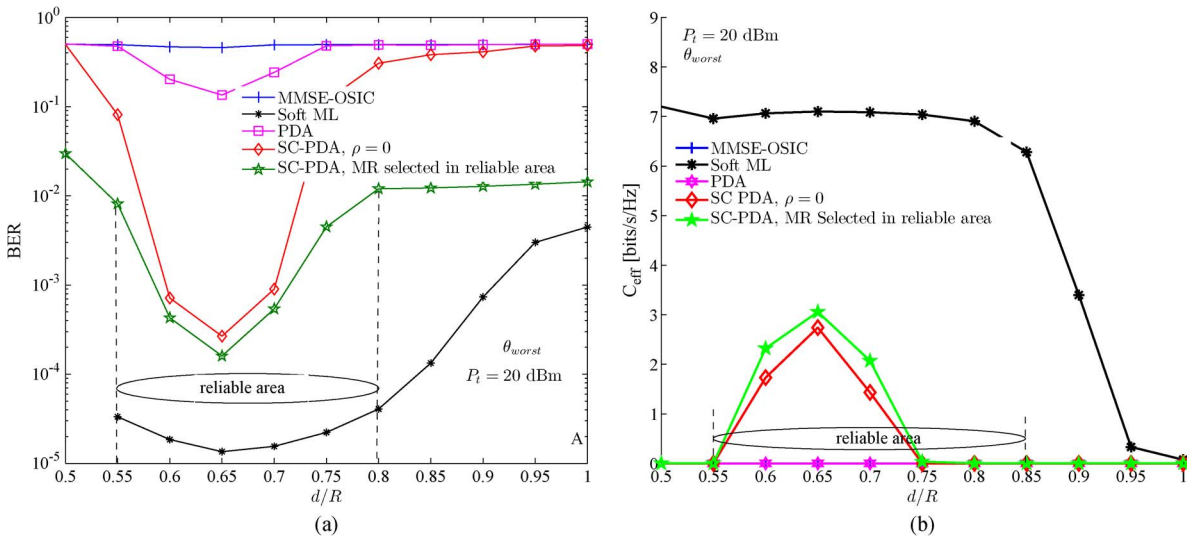 10^0
10^-1
10^-2
10^-3
10^-4
10^-5
BER
MMSE-OSIC
Soft ML
PDA
SC-PDA, ρ = 0
SC-PDA, MR selected in reliable area
θ_worst
P_t = 20 dBm
reliable area
A
0.5 0.55 0.6 0.65 0.7 0.75 0.8 0.85 0.9 0.95 1
d/R
(a)
9
8
7
6
5
4
3
2
1
0
C_eff [bits/s/Hz]
P_t = 20 dBm
θ_worst
MMSE-OSIC
Soft ML
PDA
SC PDA, ρ = 0
SC-PDA, MR Selected in reliable area
reliable area
0.5 0.55 0.6 0.65 0.7 0.75 0.8 0.85 0.9 0.95 1
d/R
(b)